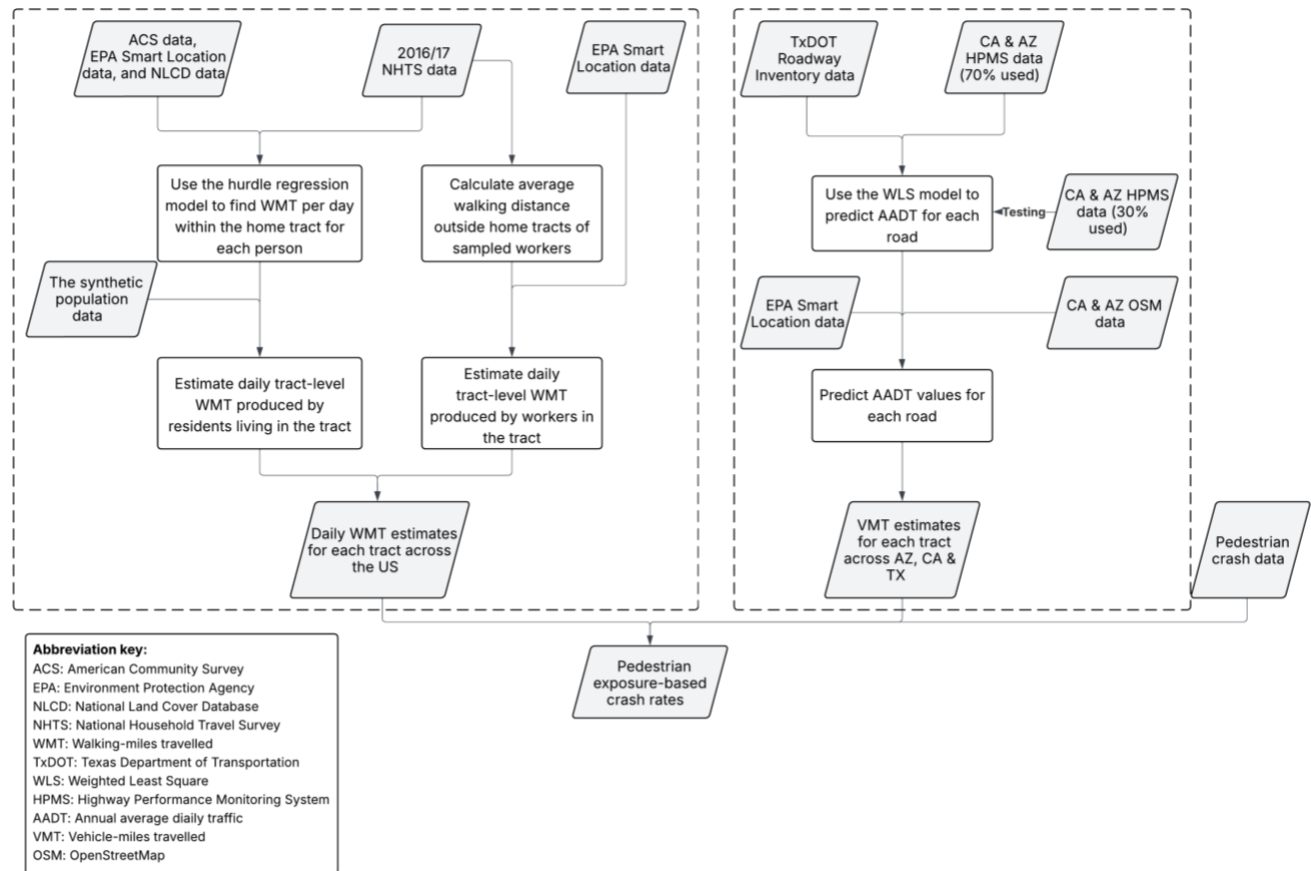 ACS data,
EPA Smart Location
data, and NLCD data
2016/17
NHTS data
EPA Smart
Location data
Use the hurdle regression
model to find WMT per day
within the home tract for
each person
Calculate average
walking distance
outside home tracts of
sampled workers
The synthetic
population
data
Estimate daily tract-level
WMT produced by
residents living in the tract
Estimate daily
tract-level WMT
produced by workers in
the tract
Daily WMT estimates
for each tract across
the US
TxDOT
Roadway
Inventory data
CA & AZ
HPMS data
(70% used)
Use the WLS model to
predict AADT for each
road
Testing
CA & AZ HPMS
data (30%
used)
EPA Smart
Location data
CA & AZ OSM
data
Predict AADT values for
each road
VMT estimates
for each tract
across AZ, CA &
TX
Pedestrian
crash data
Pedestrian
exposure-based
crash rates
Abbreviation key:
ACS: American Community Survey
EPA: Environment Protection Agency
NLCD: National Land Cover Database
NHTS: National Household Travel Survey
WMT: Walking-miles travelled
TxDOT: Texas Department of Transportation
WLS: Weighted Least Square
HPMS: Highway Performance Monitoring System
AADT: Annual average diaily traffic
VMT: Vehicle-miles travelled
OSM: OpenStreetMap